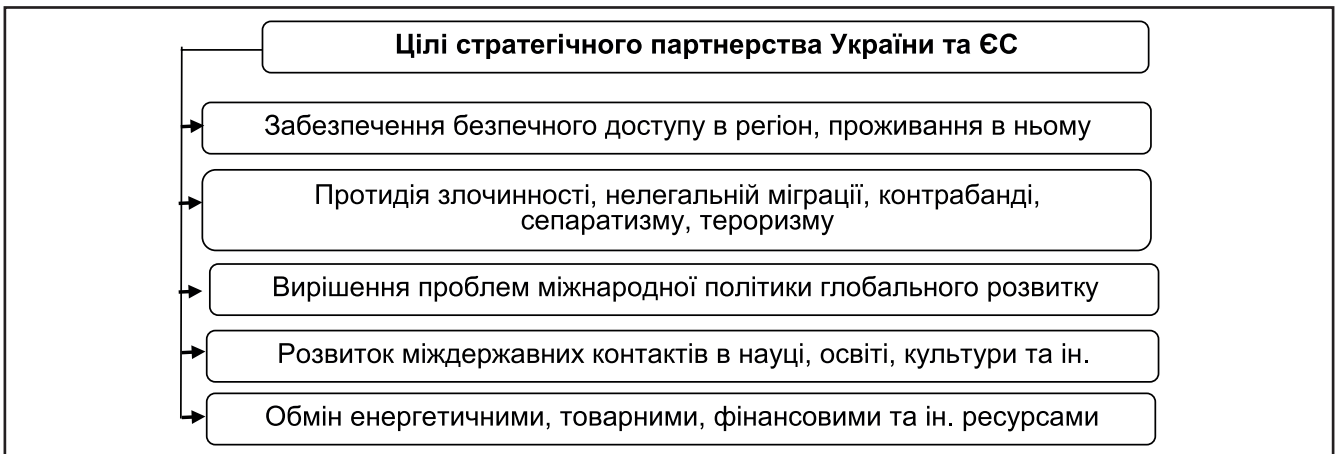 Цілі стратегічного партнерства України та ЄС
Забезпечення безпечного доступу в регіон, проживання в ньому
Протидія злочинності, нелегальній міграції, контрабанді,
сепаратизму, тероризму
Вирішення проблем міжнародної політики глобального розвитку
Розвиток міждержавних контактів в науці, освіті, культури та ін.
Обмін енергетичними, товарними, фінансовими та ін. ресурсами